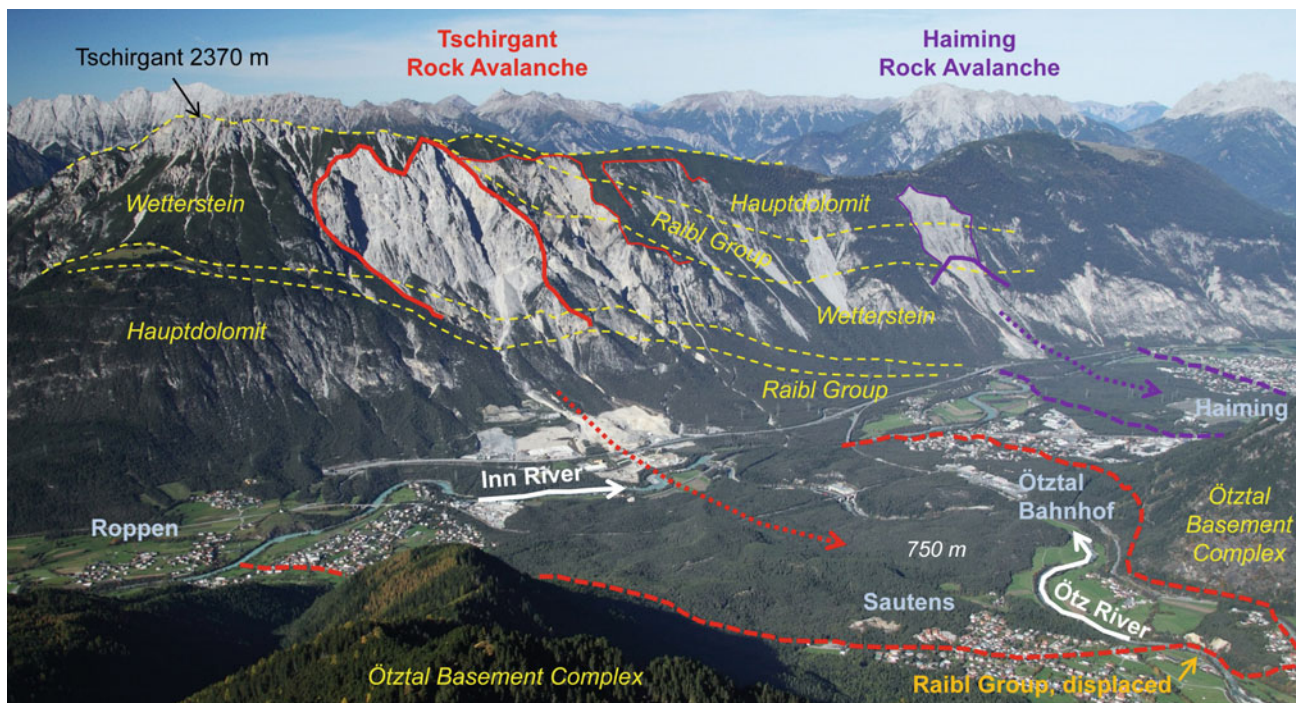 Tschirgant 2370 m
Tschirgant
Rock Avalanche
Haiming
Rock Avalanche
Wetterstein
Hauptdolomit
Raibl Group
Hauptdolomit
Wetterstein
Raibl Group
Haiming
Inn River
Roppen
Ötztal
Bahnhof
Ötztal
Basement
Complex
750 m
Sautens
Ötz River
Ötztal Basement Complex
Raibl Group, displaced